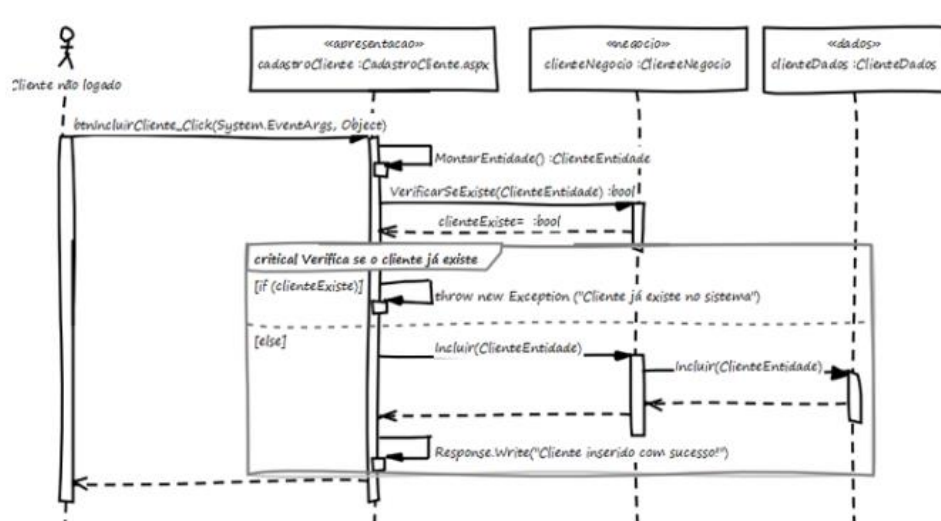 «apresentacao»
cadastroCliente :CadastroCliente.aspx
«negocio»
clienteNegocio :ClienteNegocio
«dados»
clienteDados :ClienteDados
Cliente não logado
btnIncluirCliente_Click(System.EventArgs, Object)
MontarEntidade() :ClienteEntidade
VerificarSeExiste(ClienteEntidade) :bool
clienteExiste= :bool
critical Verifica se o cliente já existe
[if (clienteExiste)]
throw new Exception ("Cliente já existe no sistema")
[else]
Incluir(ClienteEntidade)
Incluir(ClienteEntidade)
Response.Write("Cliente inserido com sucesso!")